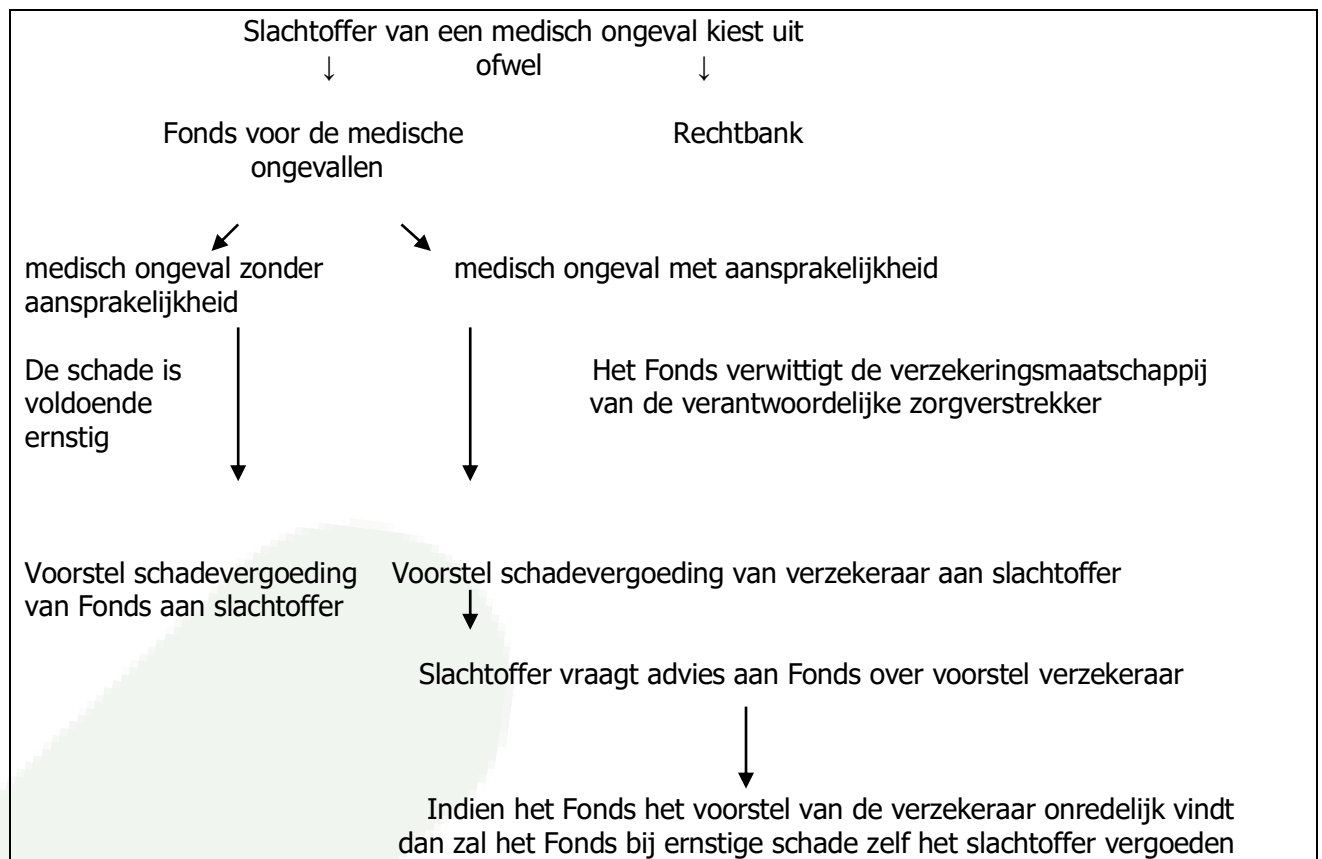 Slachtoffer van een medisch ongeval kiest uit
↓ ofwel ↓
Fonds voor de medische
ongevallen
Rechtbank
medisch ongeval zonder
aansprakelijkheid
medisch ongeval met aansprakelijkheid
De schade is
voldoende
ernstig
Het Fonds verwittigt de verzekeringsmaatschappij
van de verantwoordelijke zorgverstrekker
Voorstel schadevergoeding
van Fonds aan slachtoffer
Voorstel schadevergoeding van verzekeraar aan slachtoffer
Slachtoffer vraagt advies aan Fonds over voorstel verzekeraar
Indien het Fonds het voorstel van de verzekeraar onredelijk vindt
dan zal het Fonds bij ernstige schade zelf het slachtoffer vergoeden